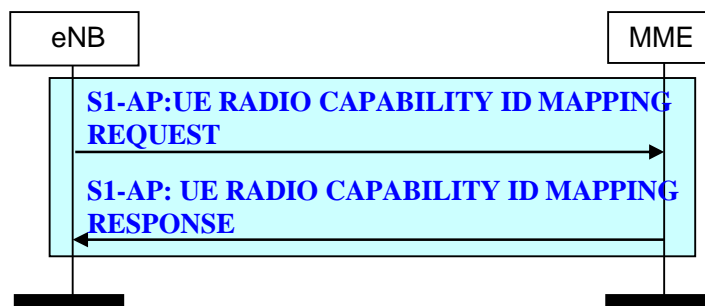 eNB
MME
S1-AP:UE RADIO CAPABILITY ID MAPPING
REQUEST
S1-AP: UE RADIO CAPABILITY ID MAPPING
RESPONSE